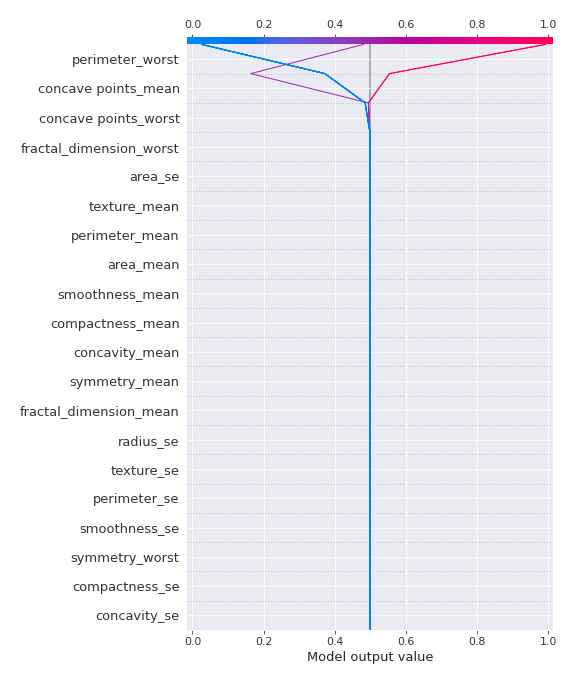 0.0 0.2 0.4 0.6 0.8 1.0
perimeter_worst
concave points_mean
concave points_worst
fractal_dimension_worst
area_se
texture_mean
perimeter_mean
area_mean
smoothness_mean
compactness_mean
concavity_mean
symmetry_mean
fractal_dimension_mean
radius_se
texture_se
perimeter_se
smoothness_se
symmetry_worst
compactness_se
concavity_se
0.0 0.2 0.4 0.6 0.8 1.0
Model output value